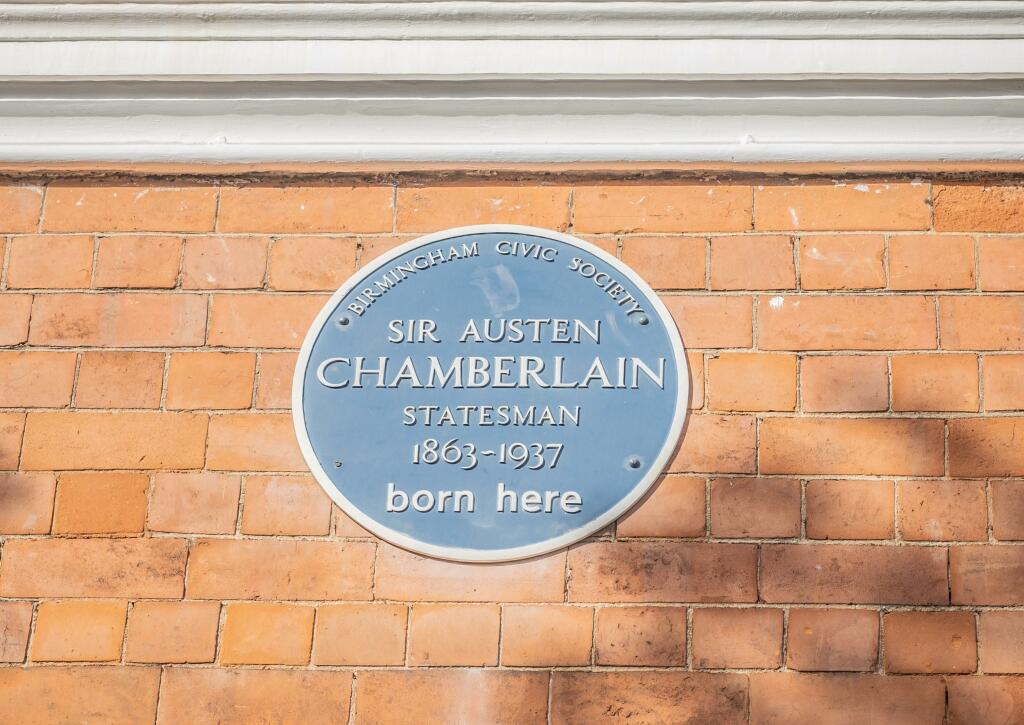 BIRMINGHAM CIVIC SOCIETY
SIR AUSTEN
CHAMBERLAIN
STATESMAN
1863~1937
born here